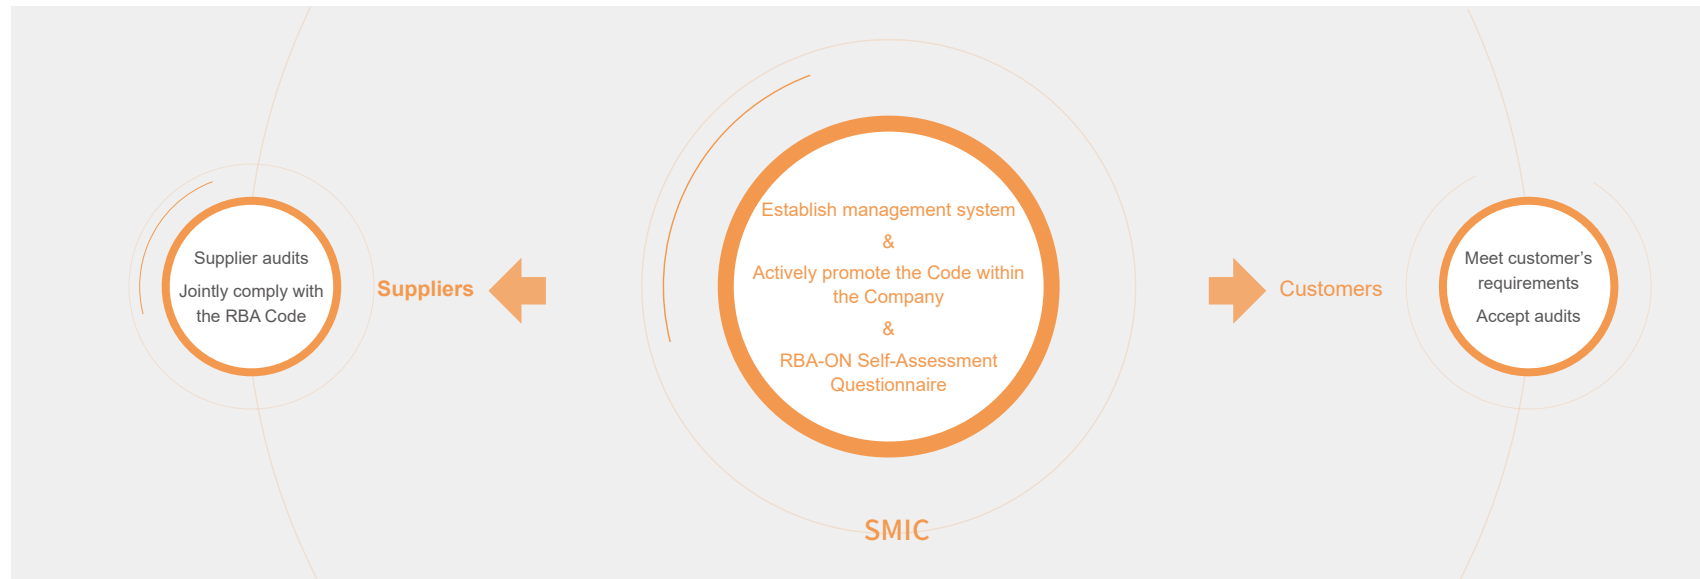 Supplier audits
Jointly comply with
the RBA Code
Suppliers
Establish management system
&
Actively promote the Code within
the Company
&
RBA-ON Self-Assessment
Questionnaire
SMIC
Customers
Meet customer’s
requirements
Accept audits